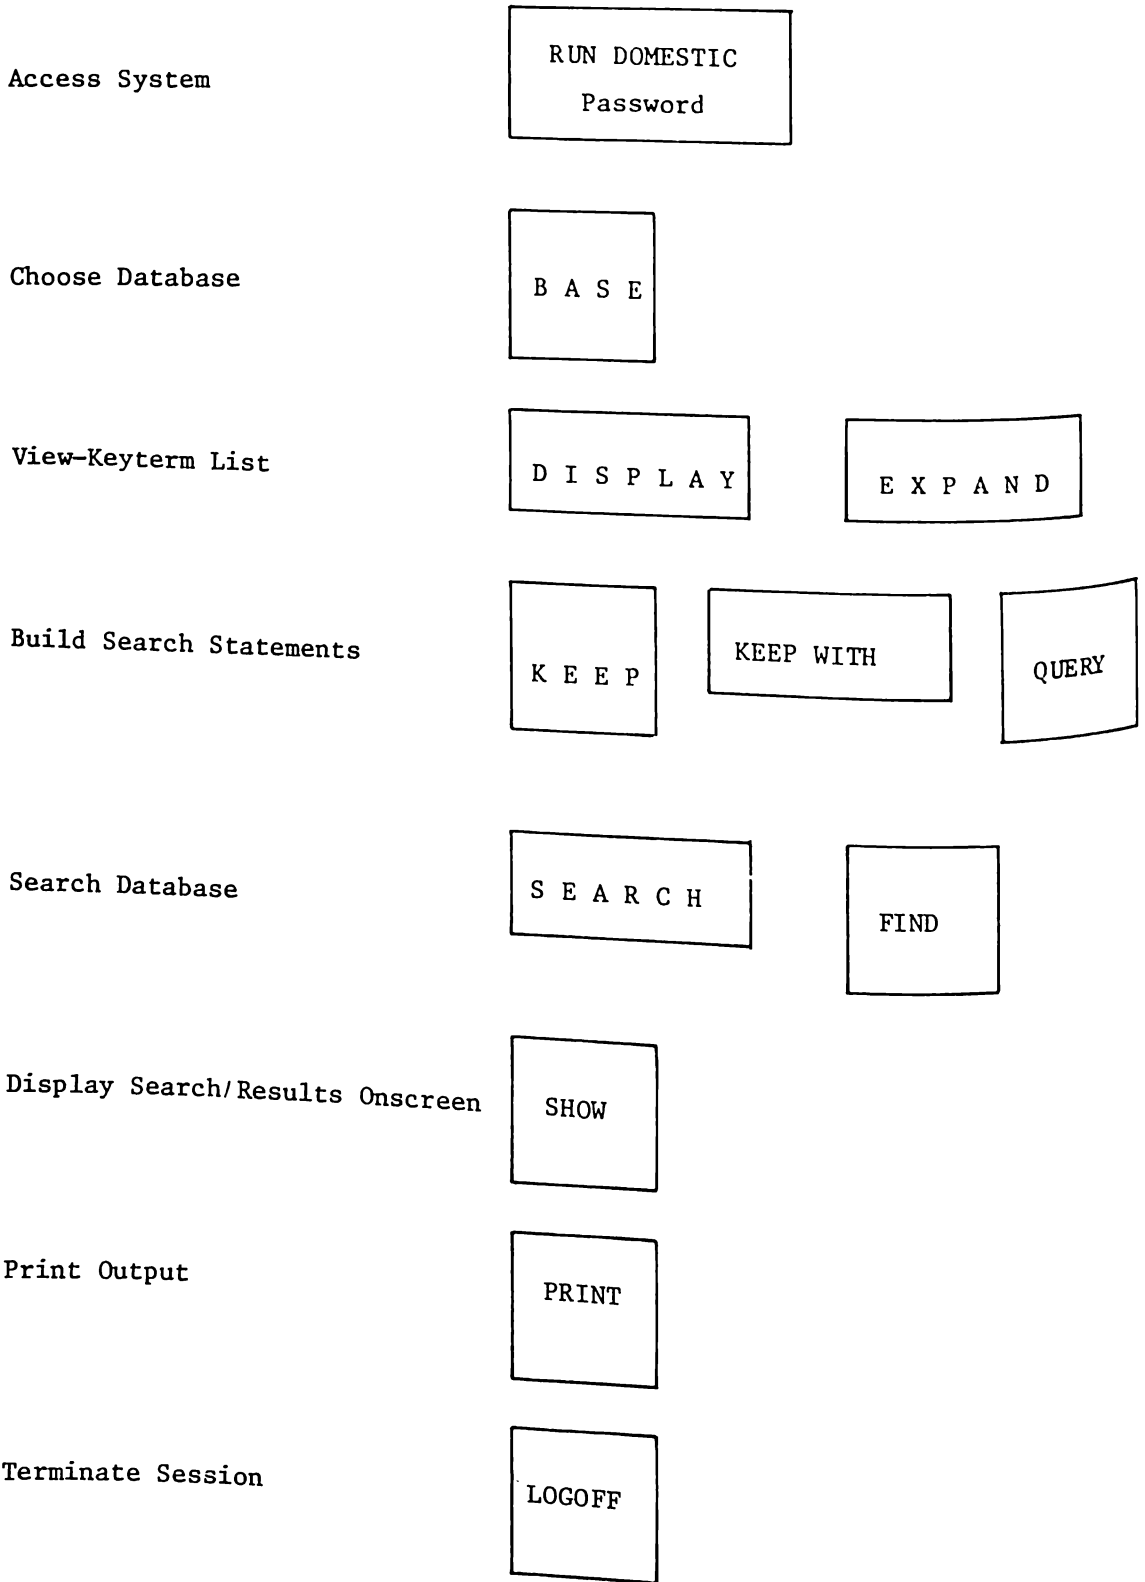 Access System
RUN DOMESTIC
Password
Choose Database
B A S E
View-Keyterm List
D I S P L A Y
E X P A N D
Build Search Statements
K E E P
KEEP WITH
QUERY
Search Database
S E A R C H
FIND
Display Search/Results Onscreen
SHOW
Print Output
PRINT
Terminate Session
LOGOFF